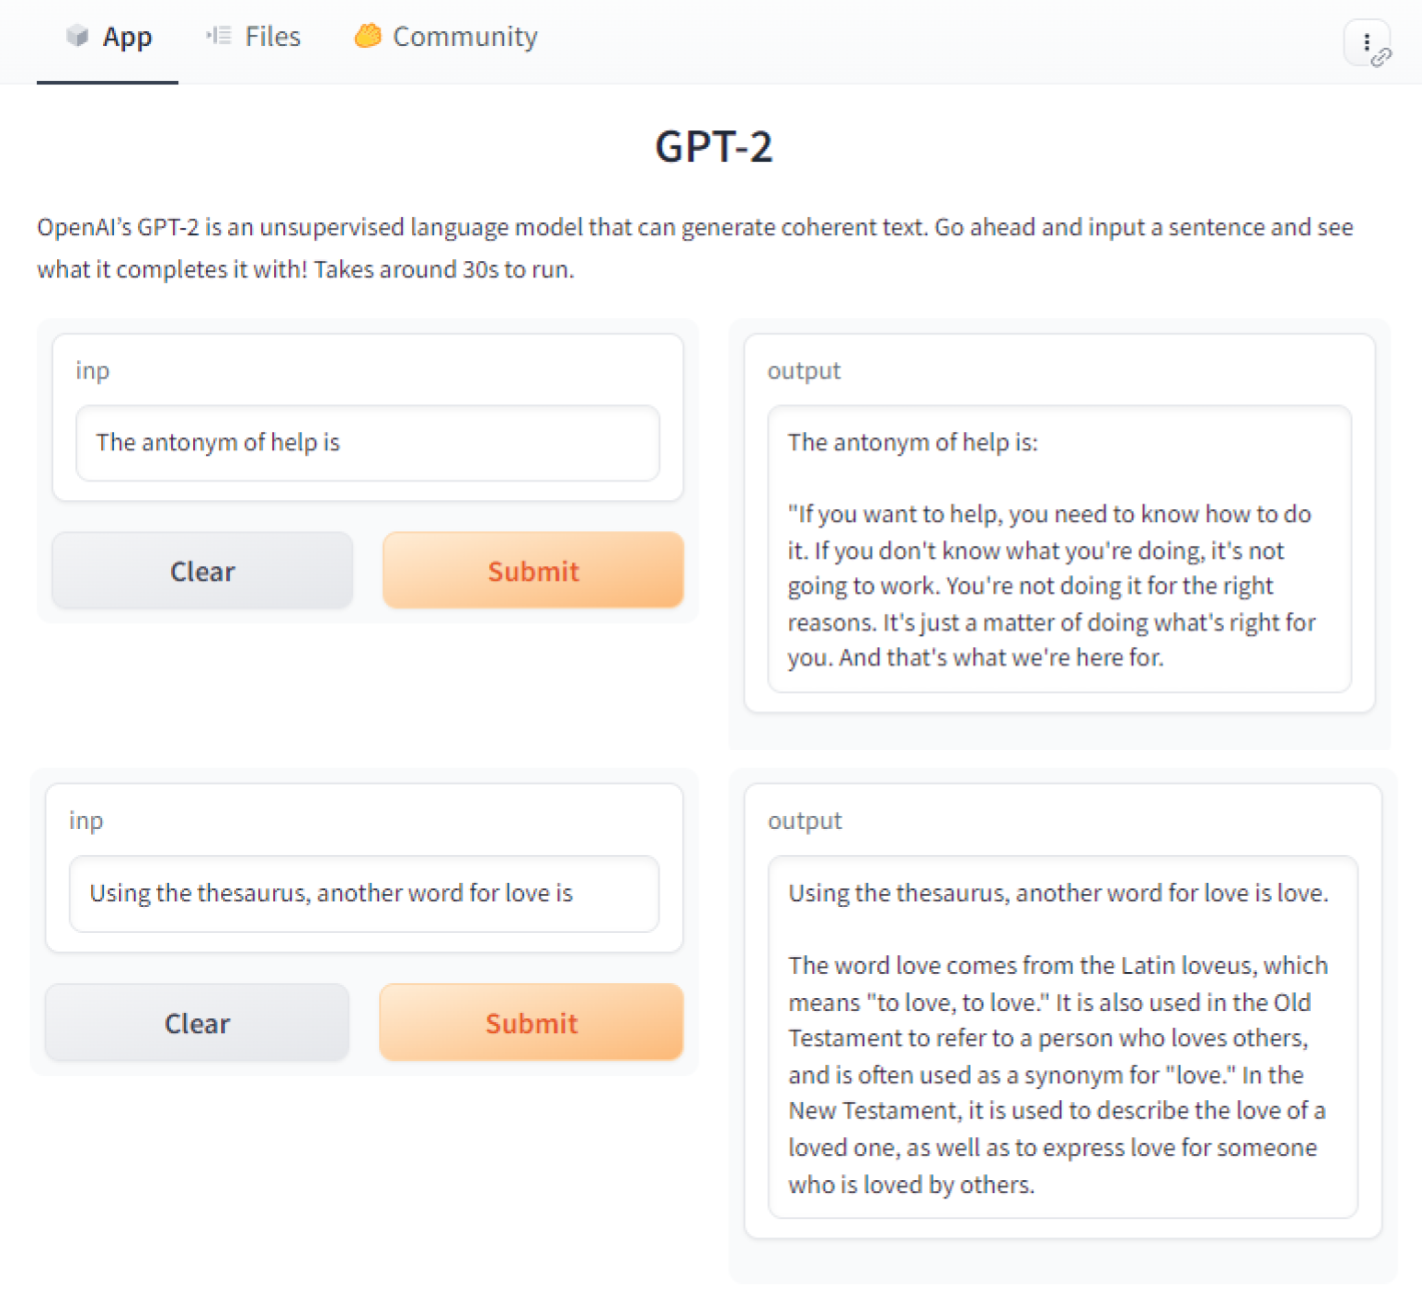 App Files Community
GPT-2
OpenAI’s GPT-2 is an unsupervised language model that can generate coherent text. Go ahead and input a sentence and see
what it completes it with! Takes around 30s to run.
inp
The antonym of help is
Clear Submit
output
The antonym of help is:
"If you want to help, you need to know how to do
it. If you don't know what you're doing, it's not
going to work. You're not doing it for the right
reasons. It's just a matter of doing what's right for
you. And that's what we're here for.
inp
Using the thesaurus, another word for love is
Clear Submit
output
Using the thesaurus, another word for love is love.
The word love comes from the Latin loveus, which
means "to love, to love." It is also used in the Old
Testament to refer to a person who loves others,
and is often used as a synonym for "love." In the
New Testament, it is used to describe the love of a
loved one, as well as to express love for someone
who is loved by others.